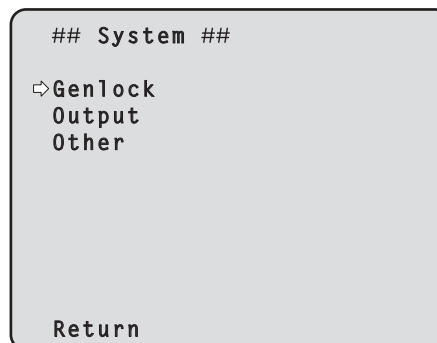 ## System ##
⇨Genlock
Output
Other
Return